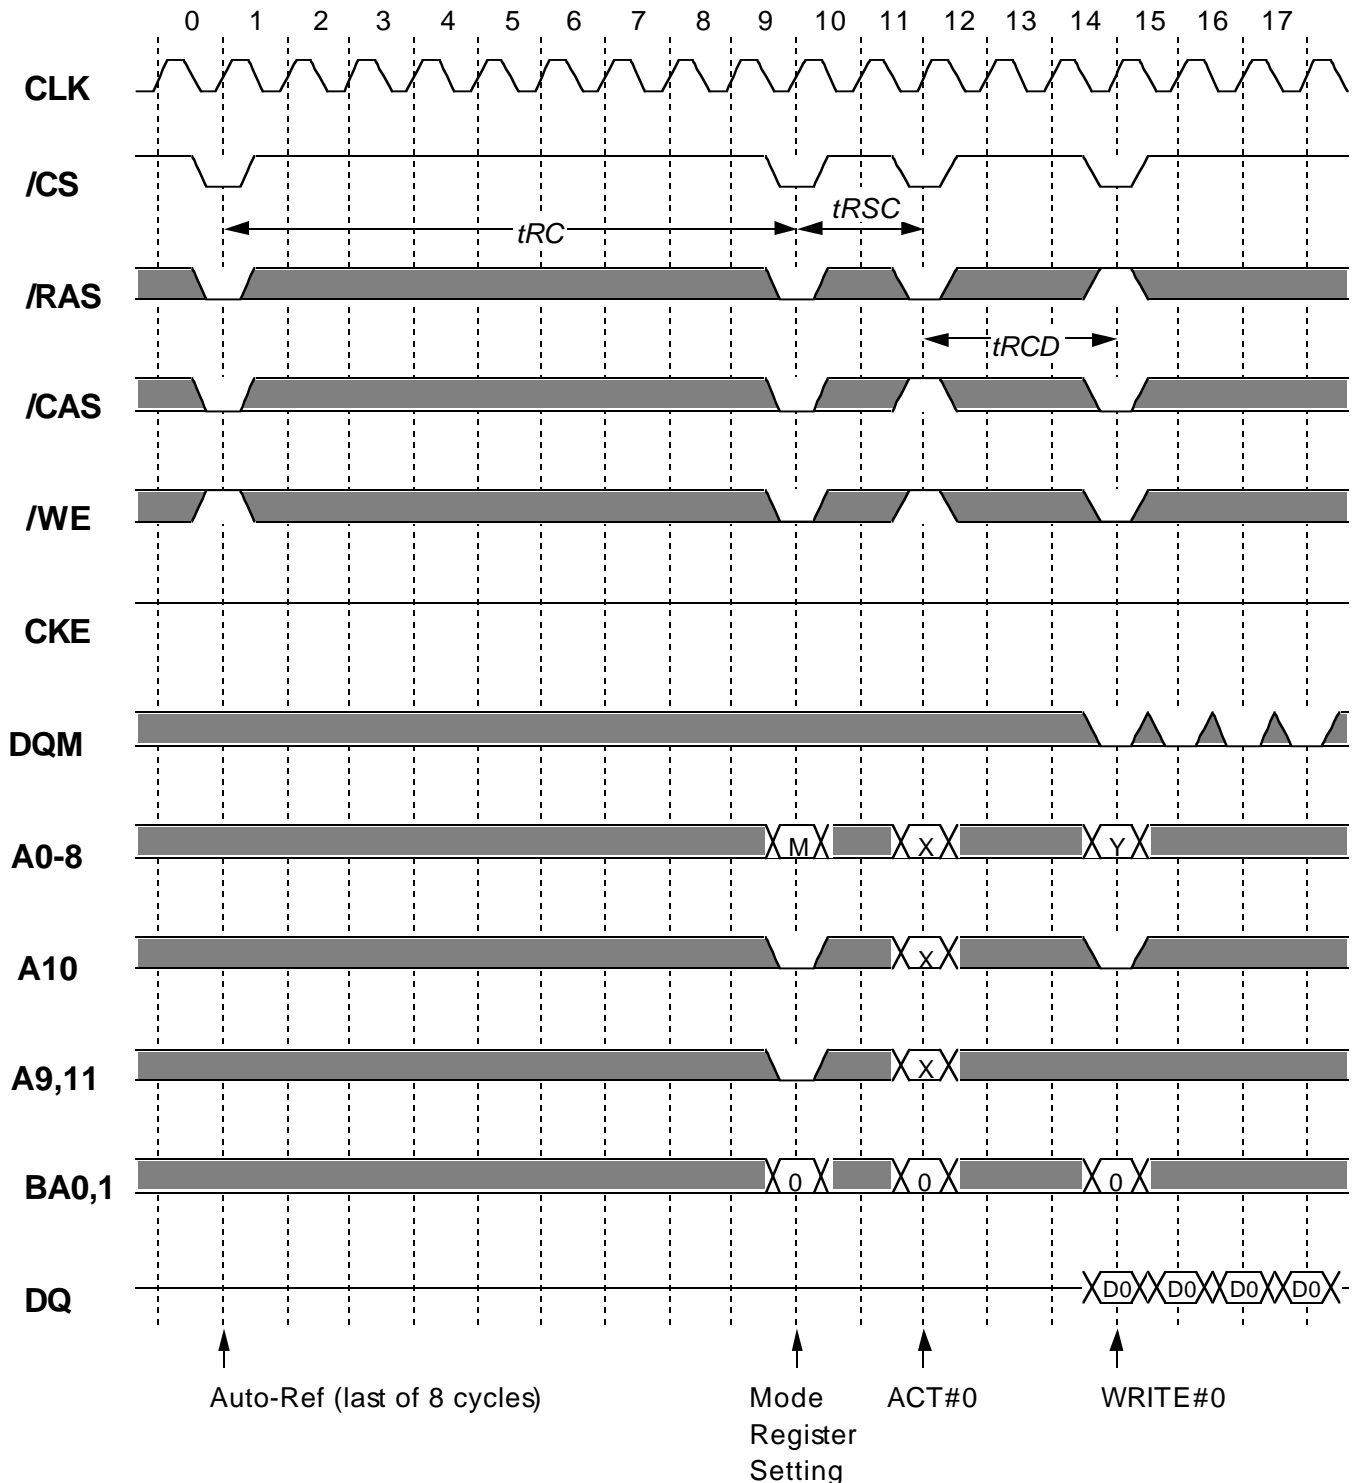 0 1 2 3 4 5 6 7 8 9 10 11 12 13 14 15 16 17
CLK
/CS
tRSC
tRC
/RAS
tRCD
/CAS
/WE
CKE
DQM
A0-8 M X Y
A10 X
A9,11 X
BA0,1 0 0 0
DQ D0 D0 D0 D0
Auto-Ref (last of 8 cycles) Mode ACT#0 WRITE#0
Register
Setting